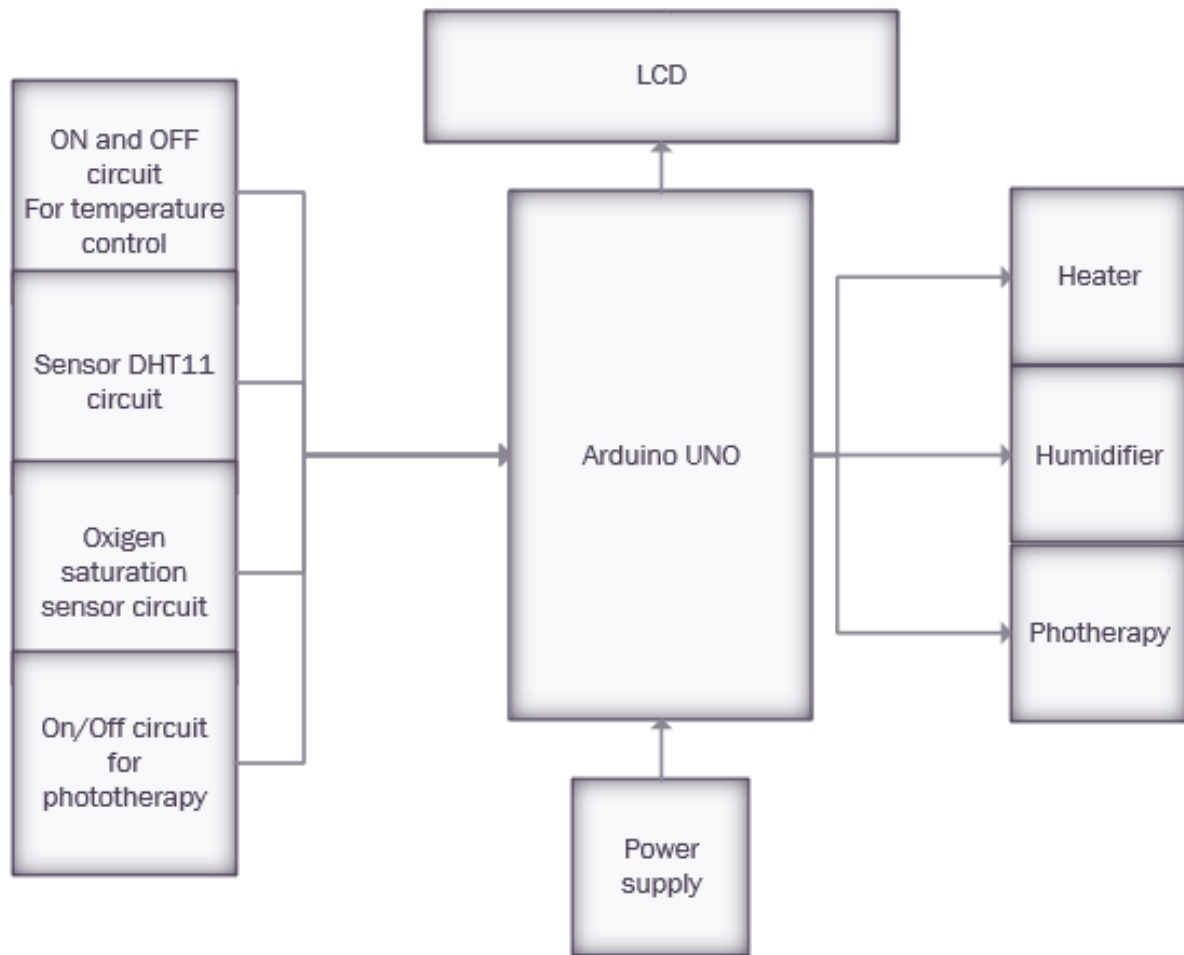 LCD
ON and OFF
circuit
For temperature
control
Sensor DHT11
circuit
Oxigen
saturation
sensor circuit
On/Off circuit
for
phototherapy
Arduino UNO
Power
supply
Heater
Humidifier
Photherapy